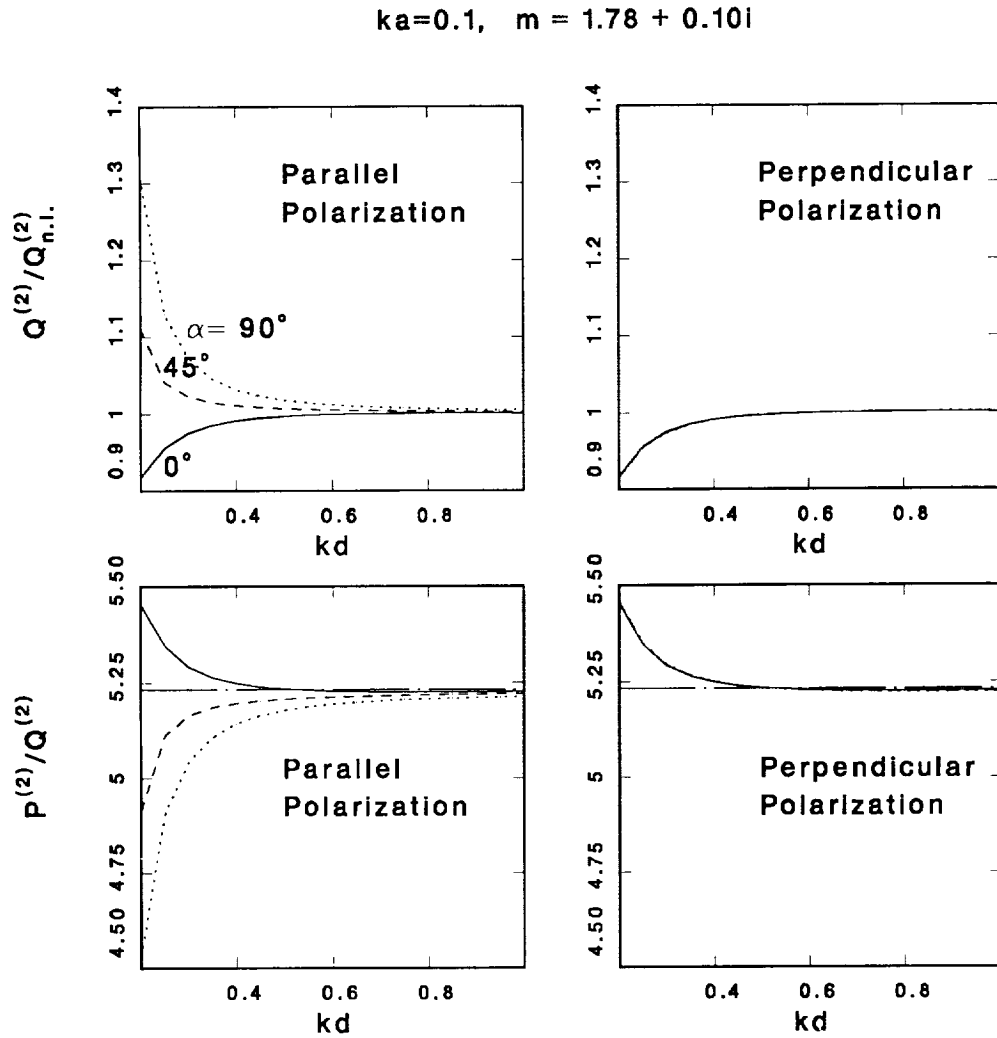 ka=0.1, m = 1.78 + 0.10i
Q(2)/Q(2)n.l.
1.4
1.3
1.2
1.1
1
0.9
Parallel
Polarization
α= 90°
45°
0°
0.4 0.6 0.8
kd
1.4
1.3
1.2
1.1
1
0.9
Perpendicular
Polarization
0.4 0.6 0.8
kd
P(2)/Q(2)
5.50
5.25
5
4.75
4.50
Parallel
Polarization
0.4 0.6 0.8
kd
5.50
5.25
5
4.75
4.50
Perpendicular
Polarization
0.4 0.6 0.8
kd